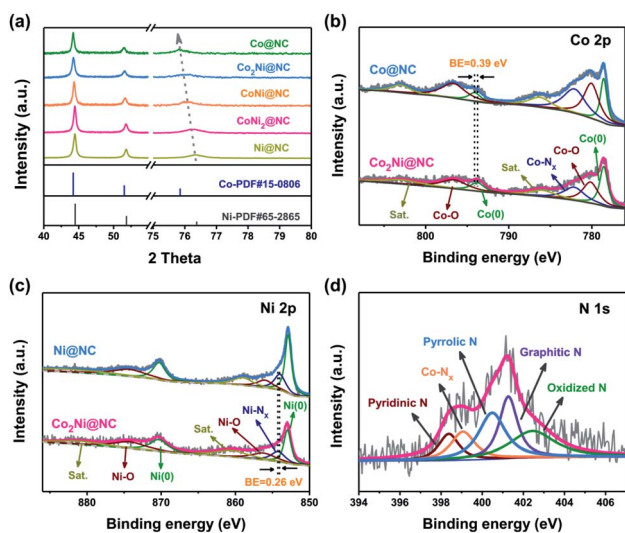 (a)
Co@NC
Co2Ni@NC
CoNi@NC
CoNi2@NC
Ni@NC
Co-PDF#15-0806
Ni-PDF#65-2865
Intensity (a.u.)
40 45 50 75 76 77 78 79 80
2 Theta
(b)
Co 2p
Co@NC
BE=0.39 eV
Co-O
Co(0)
Co2Ni@NC
Sat.
Co-Nx
Sat.
Co-O
Co(0)
Intensity (a.u.)
800 790 780
Binding energy (eV)
(c)
Ni 2p
Ni@NC
Ni-Nx
Ni(0)
Ni-O
Co2Ni@NC
Sat.
Sat.
Ni-O
Ni(0)
BE=0.26 eV
Intensity (a.u.)
880 870 860 850
Binding energy (eV)
(d)
N 1s
Pyrrolic N
Graphitic N
Co-Nx
Oxidized N
Pyridinic N
Intensity (a.u.)
394 396 398 400 402 404 406
Binding energy (eV)